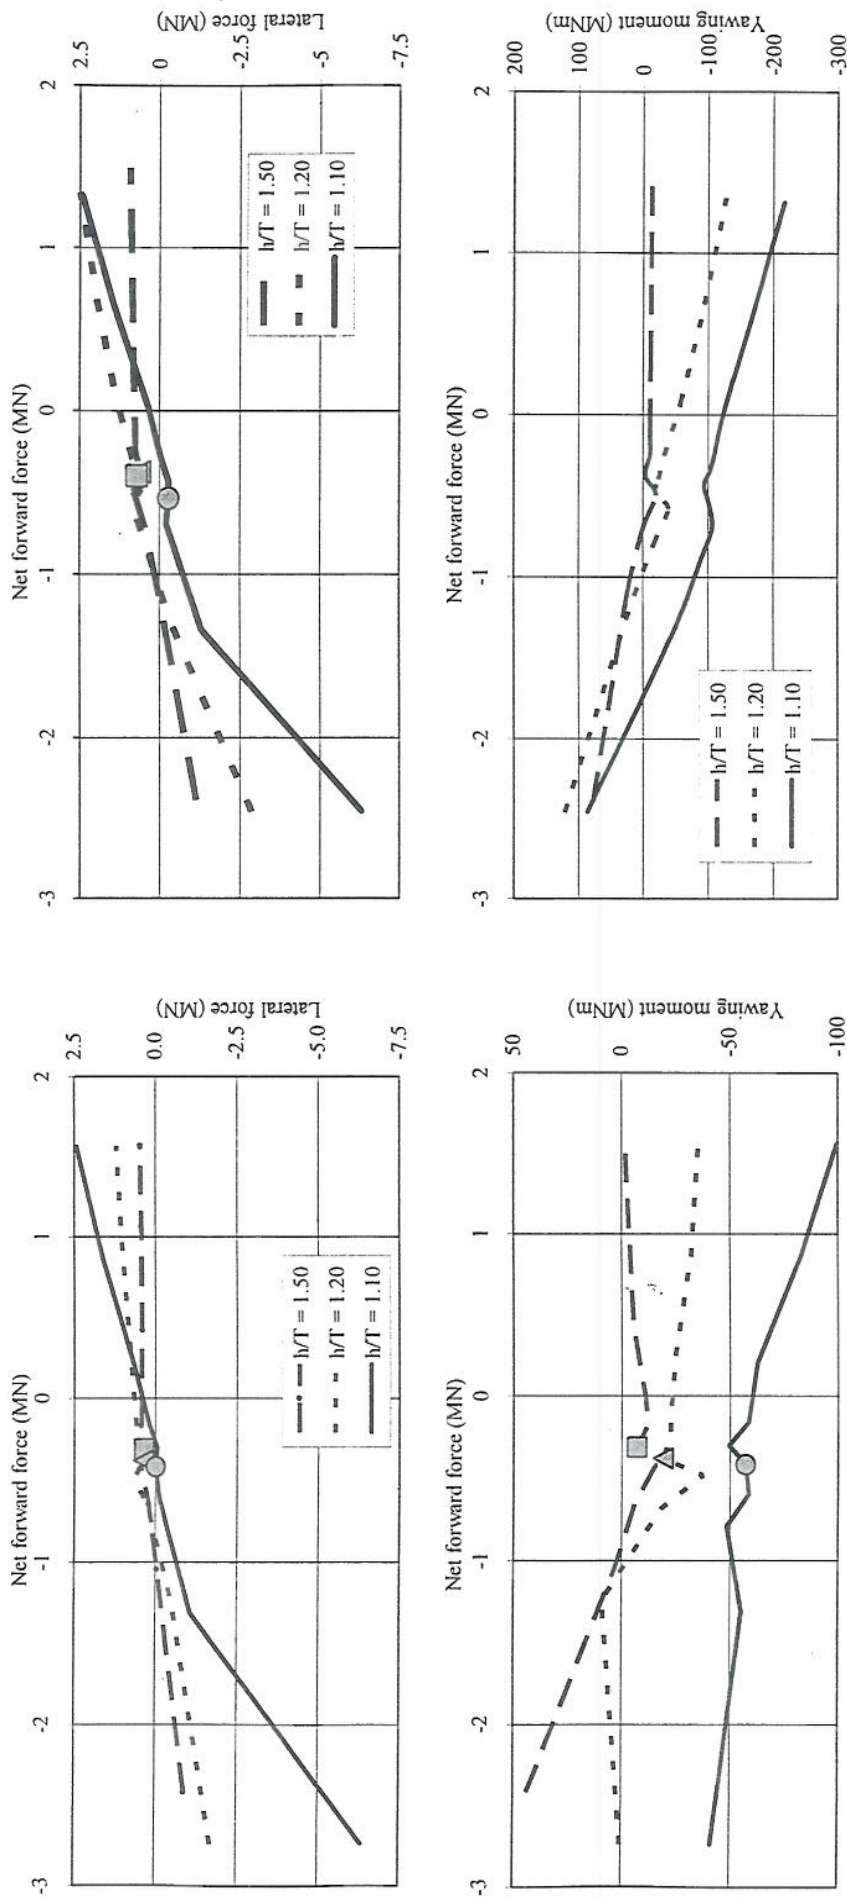 Net forward force (MN)
-3
-2
-1
0
1
2
2.5
0.0
-2.5
-5.0
-7.5
Lateral force (MN)
h/T = 1.50
h/T = 1.20
h/T = 1.10
Net forward force (MN)
-3
-2
-1
0
1
2
2.5
0
-2.5
-5
-7.5
Lateral force (MN)
h/T = 1.50
h/T = 1.20
h/T = 1.10
Net forward force (MN)
-3
-2
-1
0
1
2
50
0
-50
-100
Yawing moment (MNm)
Net forward force (MN)
-3
-2
-1
0
1
2
200
100
0
-100
-200
-300
Yawing moment (MNm)
h/T = 1.50
h/T = 1.20
h/T = 1.10